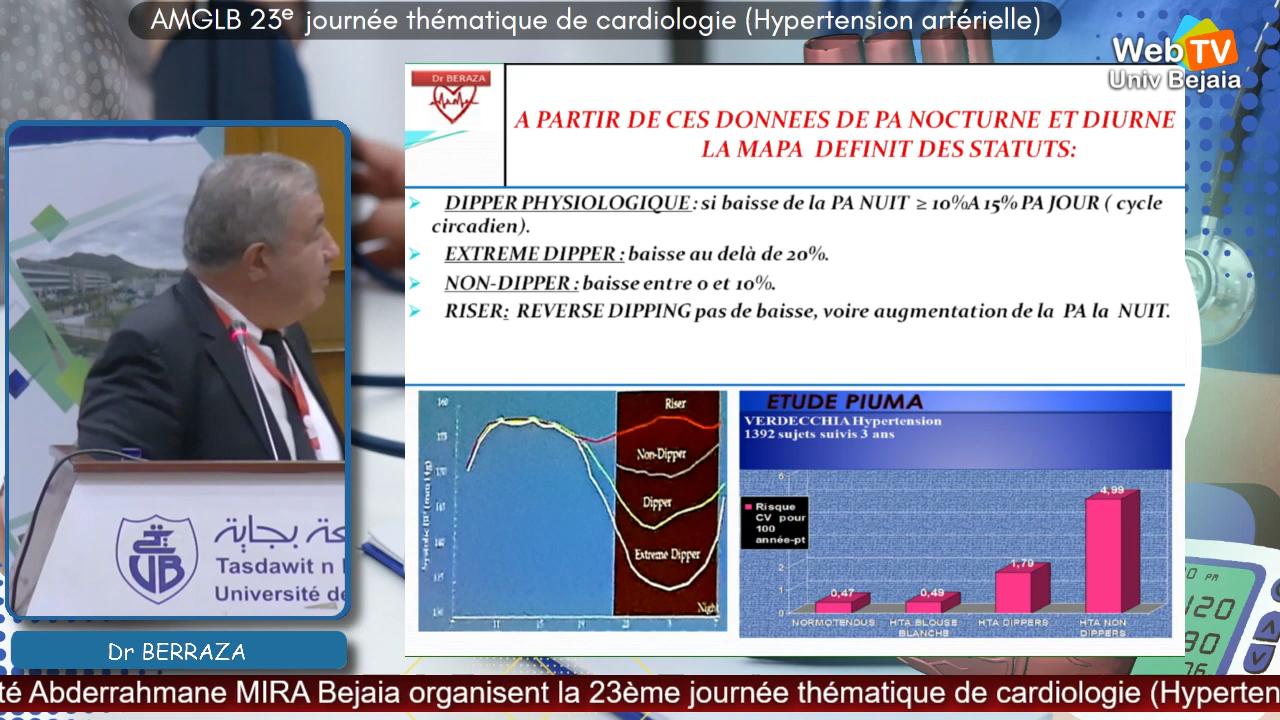 AMGLB 23e journée thématique de cardiologie (Hypertension artérielle)
Web TV
Univ Bejaia
Dr BERAZA
A PARTIR DE CES DONNEES DE PA NOCTURNE ET DIURNE
LA MAPA DEFINIT DES STATUTS:
DIPPER PHYSIOLOGIQUE : si baisse de la PA NUIT ≥ 10%A 15% PA JOUR ( cycle
circadien).
EXTREME DIPPER : baisse au delà de 20%.
NON-DIPPER : baisse entre 0 et 10%.
RISER: REVERSE DIPPING pas de baisse, voire augmentation de la PA la NUIT.
Riser
Non-Dipper
Dipper
Extreme Dipper
Night
ETUDE PIUMA
VERDECCHIA Hypertension
1392 sujets suivis 3 ans
Risque
CV pour
100
année-pt
0,47
0,49
1,79
4,99
NORMOTENDUS
HTA BLOUSE
BLANCHE
HTA DIPPERS
HTA NON
DIPPERS
جامعة بجاية
Tasdawit n
Université de
Dr BERRAZA
120
80
76
té Abderrahmane MIRA Bejaia organisent la 23ème journée thématique de cardiologie (Hyperten